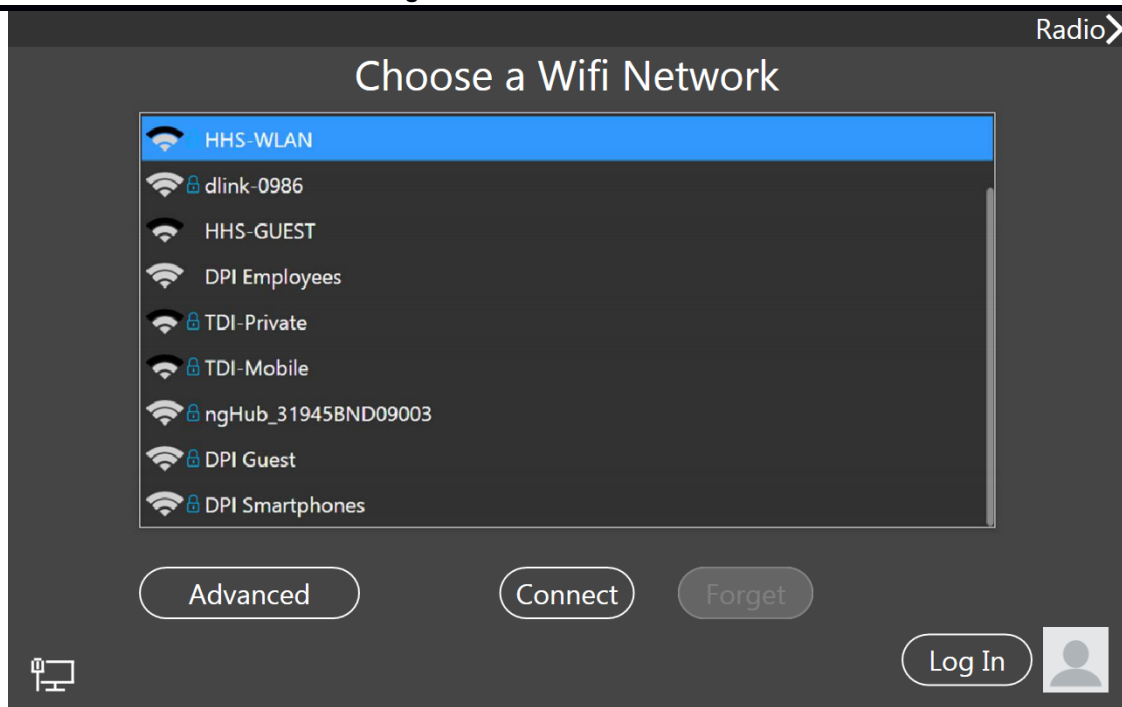 Radio
Choose a Wifi Network
HHS-WLAN
dlink-0986
HHS-GUEST
DPI Employees
TDI-Private
TDI-Mobile
ngHub_31945BND09003
DPI Guest
DPI Smartphones
Advanced
Connect
Forget
Log In